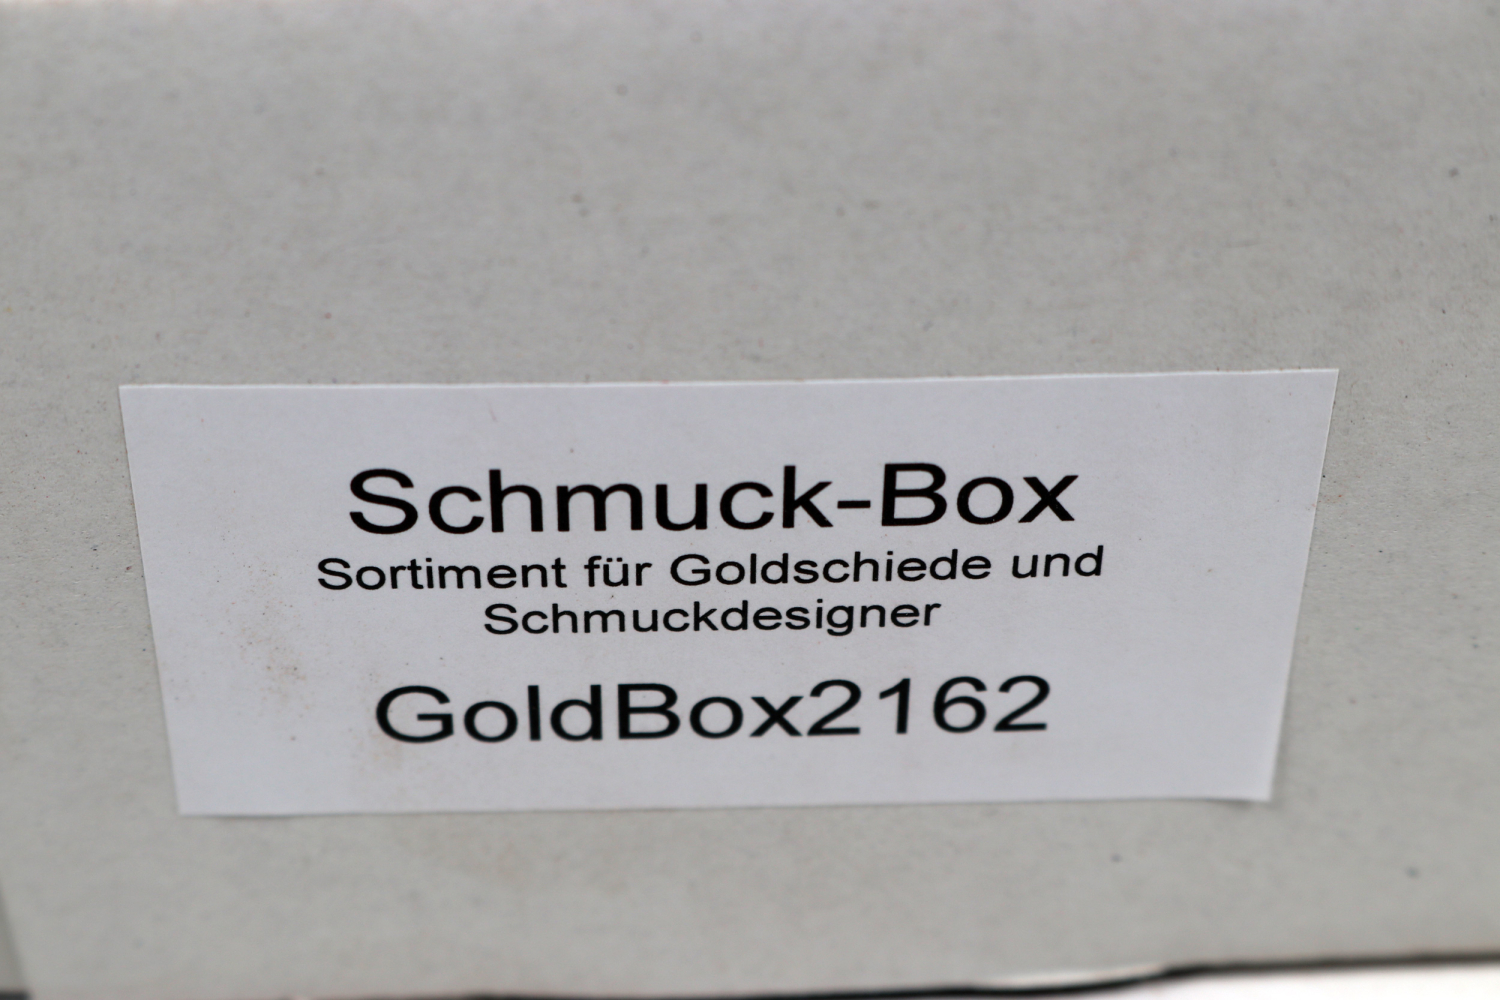 Schmuck-Box
Sortiment für Goldschiede und
Schmuckdesigner
GoldBox2162